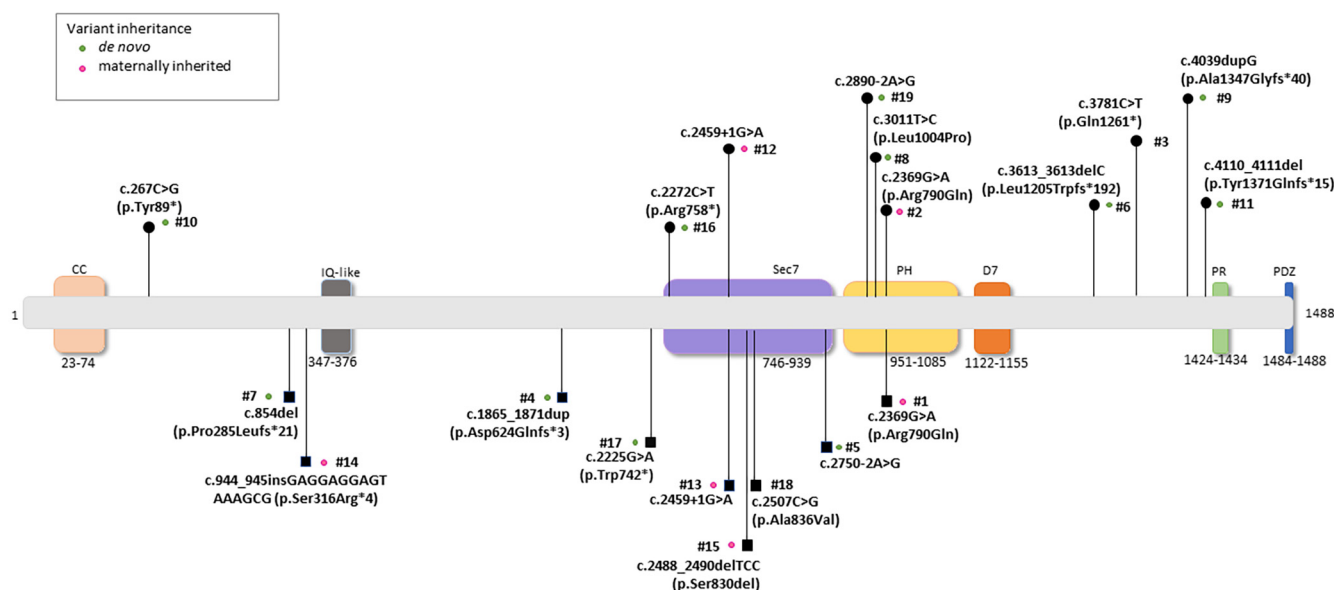 Variant inheritance
de novo
maternally inherited
c.267C>G
(p.Tyr89*)
#10
c.2272C>T
(p.Arg758*)
#16
c.2459+1G>A
#12
c.2890-2A>G
#19
c.3011T>C
(p.Leu1004Pro)
#8
c.2369G>A
(p.Arg790Gln)
#2
c.3613_3613delC
(p.Leu1205Trpfs*192)
#6
c.3781C>T
(p.Gln1261*)
#3
c.4039dupG
(p.Ala1347Glyfs*40)
#9
c.4110_4111del
(p.Tyr1371Glnfs*15)
#11
CC
IQ-like
Sec7
PH
D7
PR
PDZ
1
1488
23-74
347-376
746-939
951-1085
1122-1155
1424-1434
1484-1488
#7
c.854del
(p.Pro285Leufs*21)
#14
c.944_945insGAGGAGGAGT
AAAGCG (p.Ser316Arg*4)
#4
c.1865_1871dup
(p.Asp624Glnfs*3)
#17
c.2225G>A
(p.Trp742*)
#13
c.2459+1G>A
#18
c.2507C>G
(p.Ala836Val)
#15
c.2488_2490delTCC
(p.Ser830del)
#5
c.2750-2A>G
#1
c.2369G>A
(p.Arg790Gln)